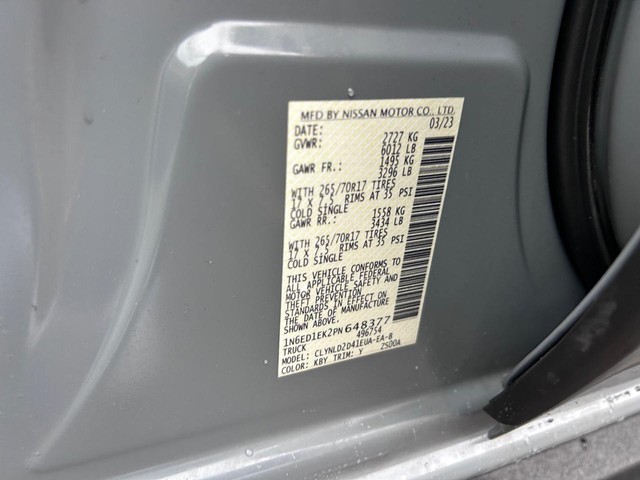 MFD BY NISSAN MOTOR CO., LTD.
DATE: 03/23
GVWR: 2727 KG
6012 LB
GAWR FR.: 1495 KG
3296 LB
WITH 265/70R17 TIRES
17 X 7.5 RIMS AT 35 PSI
COLD SINGLE
GAWR RR.: 1558 KG
3434 LB
WITH 265/70R17 TIRES
17 X 7.5 RIMS AT 35 PSI
COLD SINGLE
THIS VEHICLE CONFORMS TO
ALL APPLICABLE FEDERAL
MOTOR VEHICLE SAFETY AND
THEFT PREVENTION
STANDARDS IN EFFECT ON
THE DATE OF MANUFACTURE
SHOWN ABOVE.
1N6ED1EK2PN648377
TRUCK 496754
MODEL: CLYNLD2D41EUA-EA-B
COLOR: KBY TRIM: Y ZSD0A